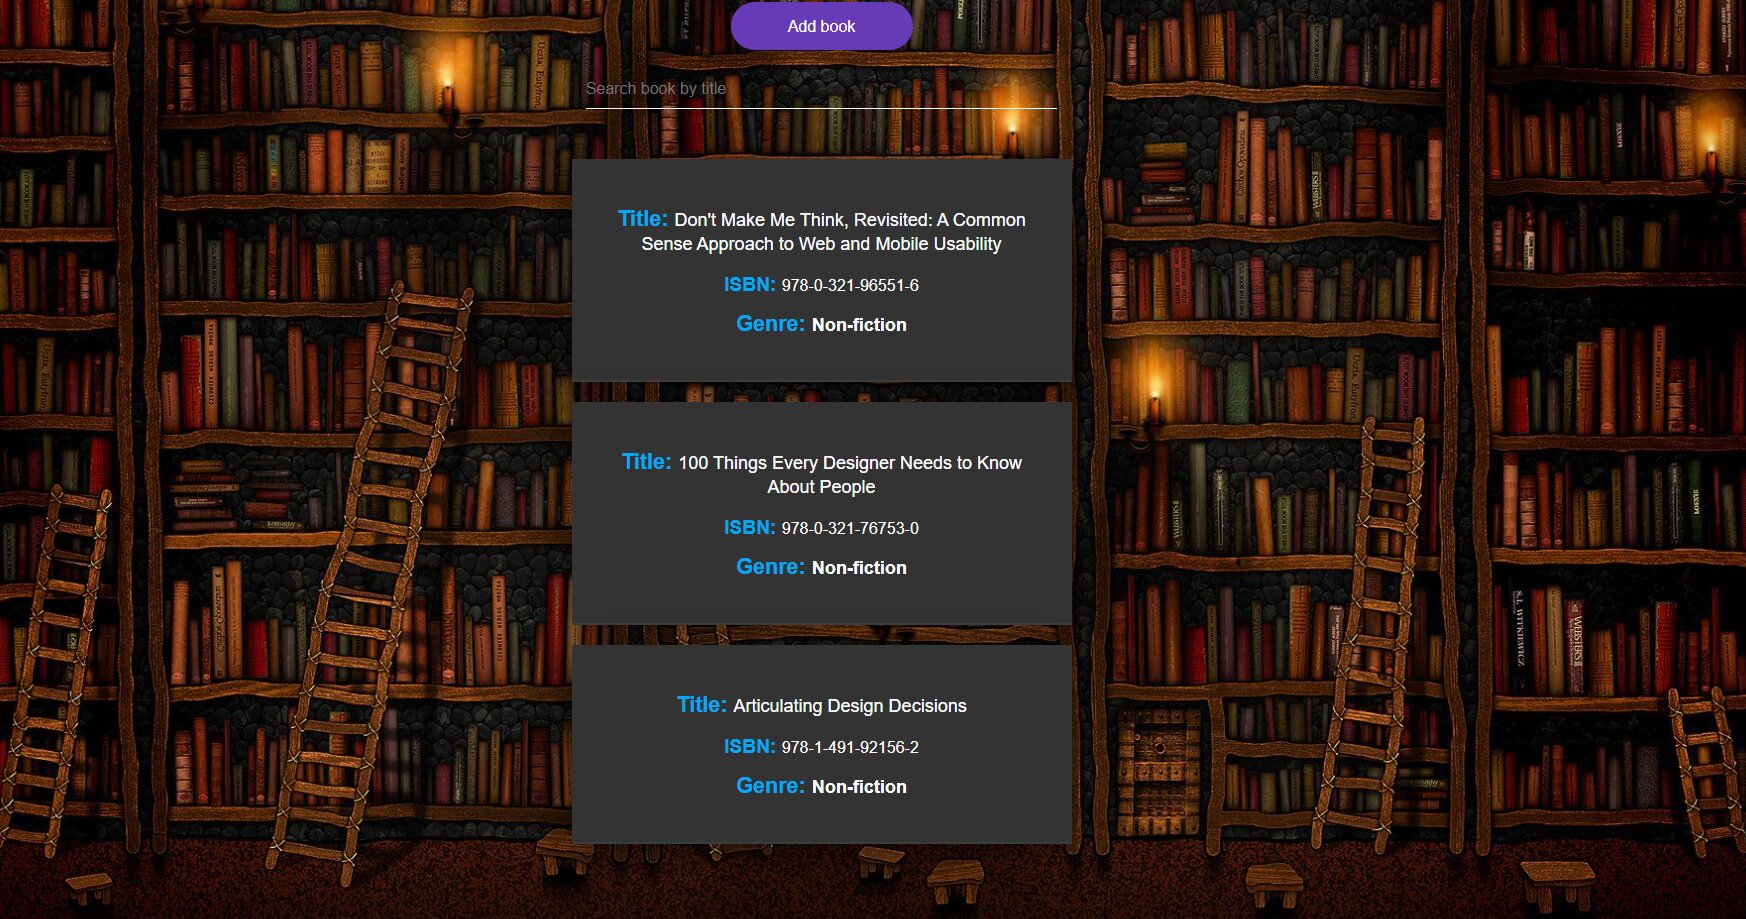 Add book
Search book by title
Title: Don't Make Me Think, Revisited: A Common
Sense Approach to Web and Mobile Usability
ISBN: 978-0-321-96551-6
Genre: Non-fiction
Title: 100 Things Every Designer Needs to Know
About People
ISBN: 978-0-321-76753-0
Genre: Non-fiction
Title: Articulating Design Decisions
ISBN: 978-1-491-92156-2
Genre: Non-fiction
S.I. WITKIEWICZ
WEBSTERS II